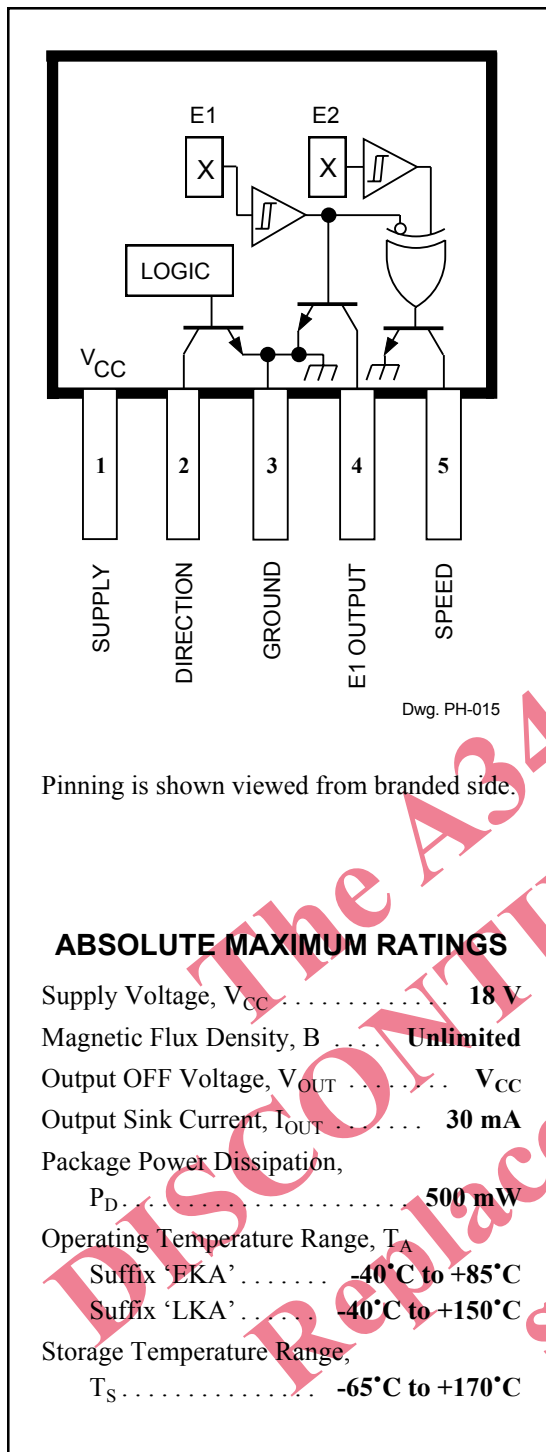 E1 E2
X X
LOGIC
VCC
1 2 3 4 5
SUPPLY
DIRECTION
GROUND
E1 OUTPUT
SPEED
Dwg. PH-015
Pinning is shown viewed from branded side.
The A34
DISCONTI
Replace
s
ABSOLUTE MAXIMUM RATINGS
Supply Voltage, VCC . . . . . . . . . . . . . 18 V
Magnetic Flux Density, B . . . . Unlimited
Output OFF Voltage, VOUT . . . . . . . . VCC
Output Sink Current, IOUT . . . . . . . 30 mA
Package Power Dissipation,
PD . . . . . . . . . . . . . . . . . . . . . . . 500 mW
Operating Temperature Range, TA
Suffix ‘EKA’ . . . . . . . -40˚C to +85˚C
Suffix ‘LKA’ . . . . . . -40˚C to +150˚C
Storage Temperature Range,
TS . . . . . . . . . . . . . . . -65˚C to +170˚C